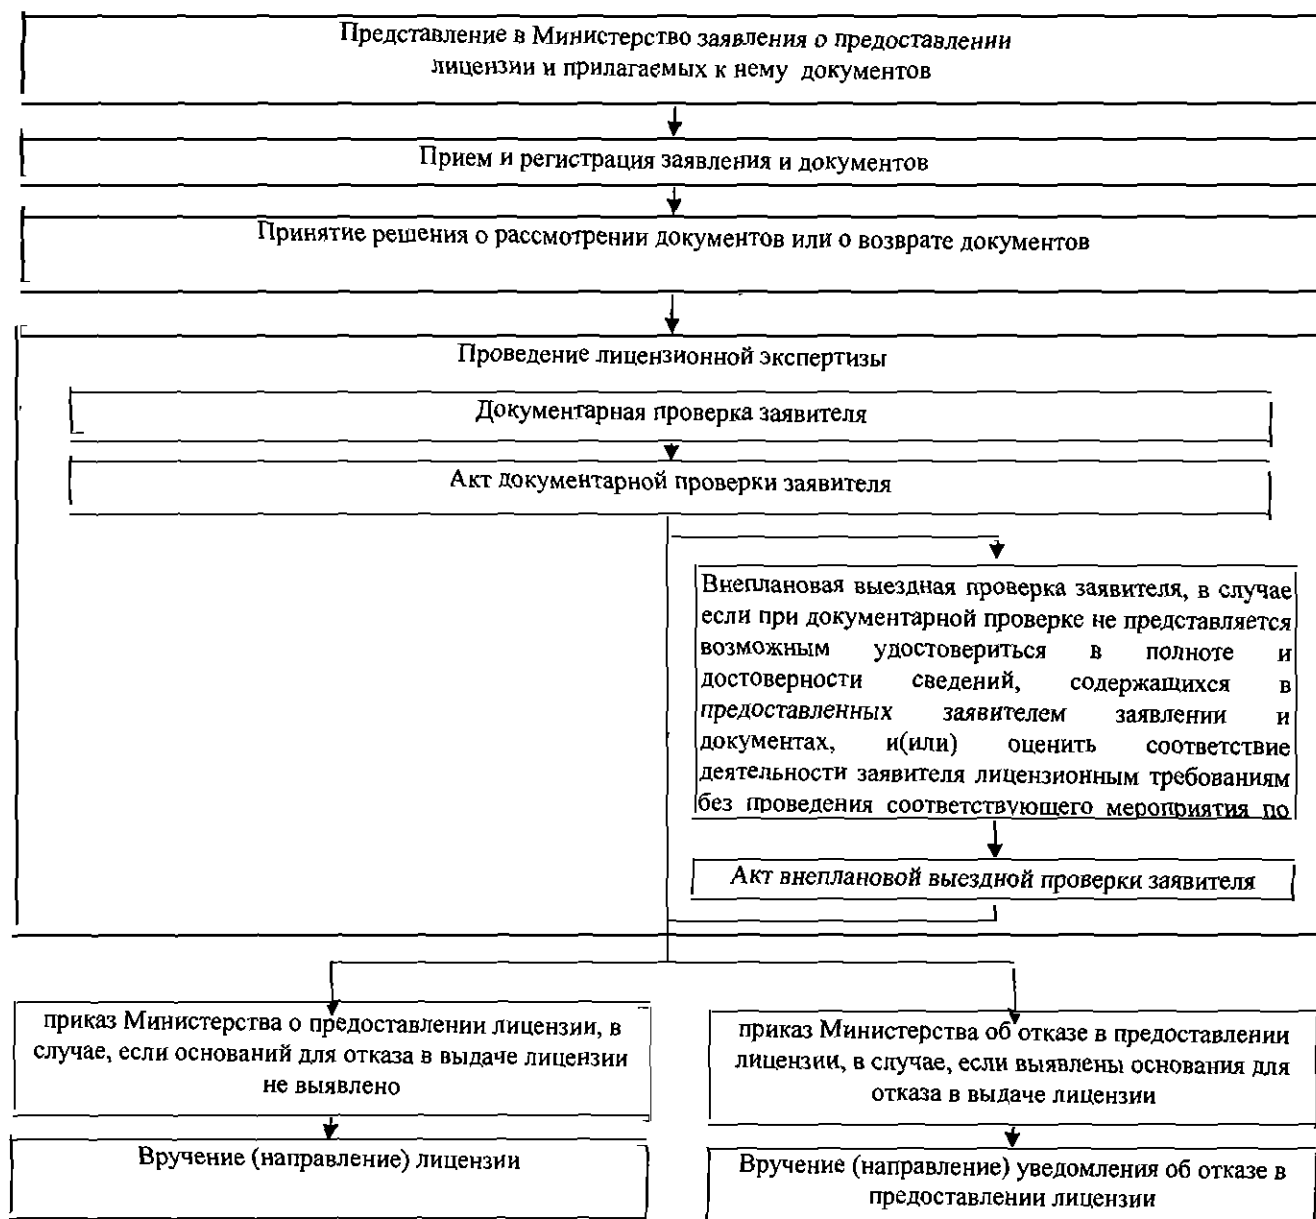 Представление в Министерство заявления о предоставлении
лицензии и прилагаемых к нему документов
Прием и регистрация заявления и документов
Принятие решения о рассмотрении документов или о возврате документов
Проведение лицензионной экспертизы
Документарная проверка заявителя
Акт документарной проверки заявителя
Внеплановая выездная проверка заявителя, в случае
если при документарной проверке не представляется
возможным удостовериться в полноте и
достоверности сведений, содержащихся в
предоставленных заявителем заявлении и
документах, и(или) оценить соответствие
деятельности заявителя лицензионным требованиям
без проведения соответствующего мероприятия по
Акт внеплановой выездной проверки заявителя
приказ Министерства о предоставлении лицензии, в
случае, если оснований для отказа в выдаче лицензии
не выявлено
приказ Министерства об отказе в предоставлении
лицензии, в случае, если выявлены основания для
отказа в выдаче лицензии
Вручение (направление) лицензии
Вручение (направление) уведомления об отказе в
предоставлении лицензии